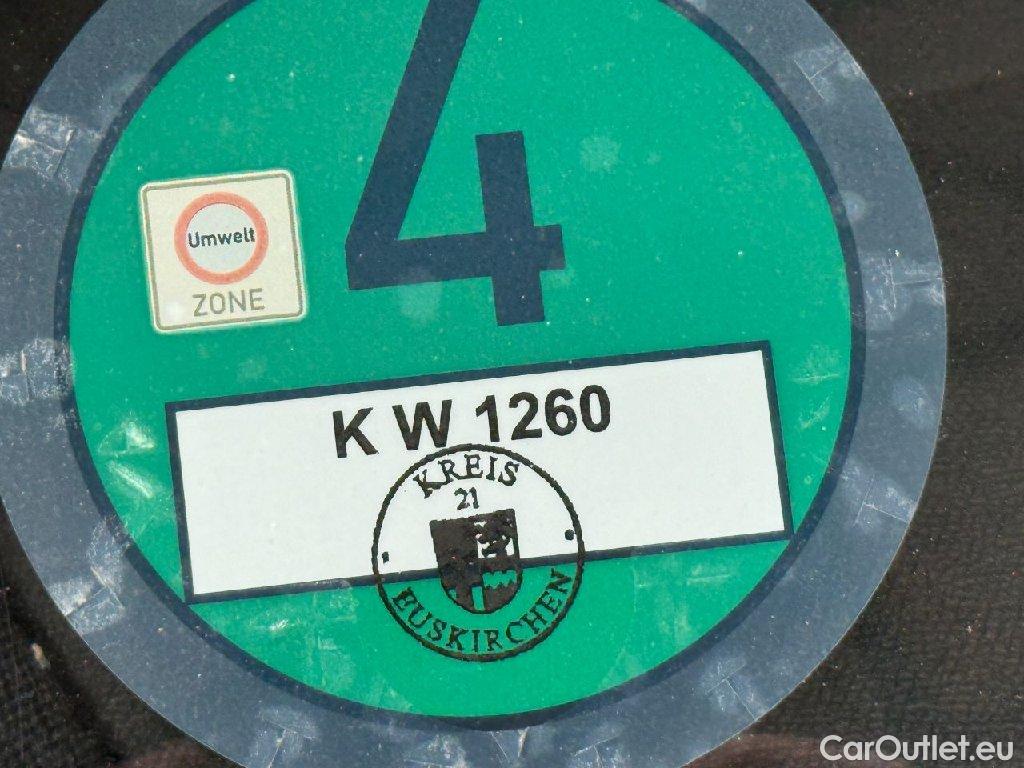 4
Umwelt
ZONE
K W 1260
KREIS
21
EUSKIRCHEN
CarOutlet.eu